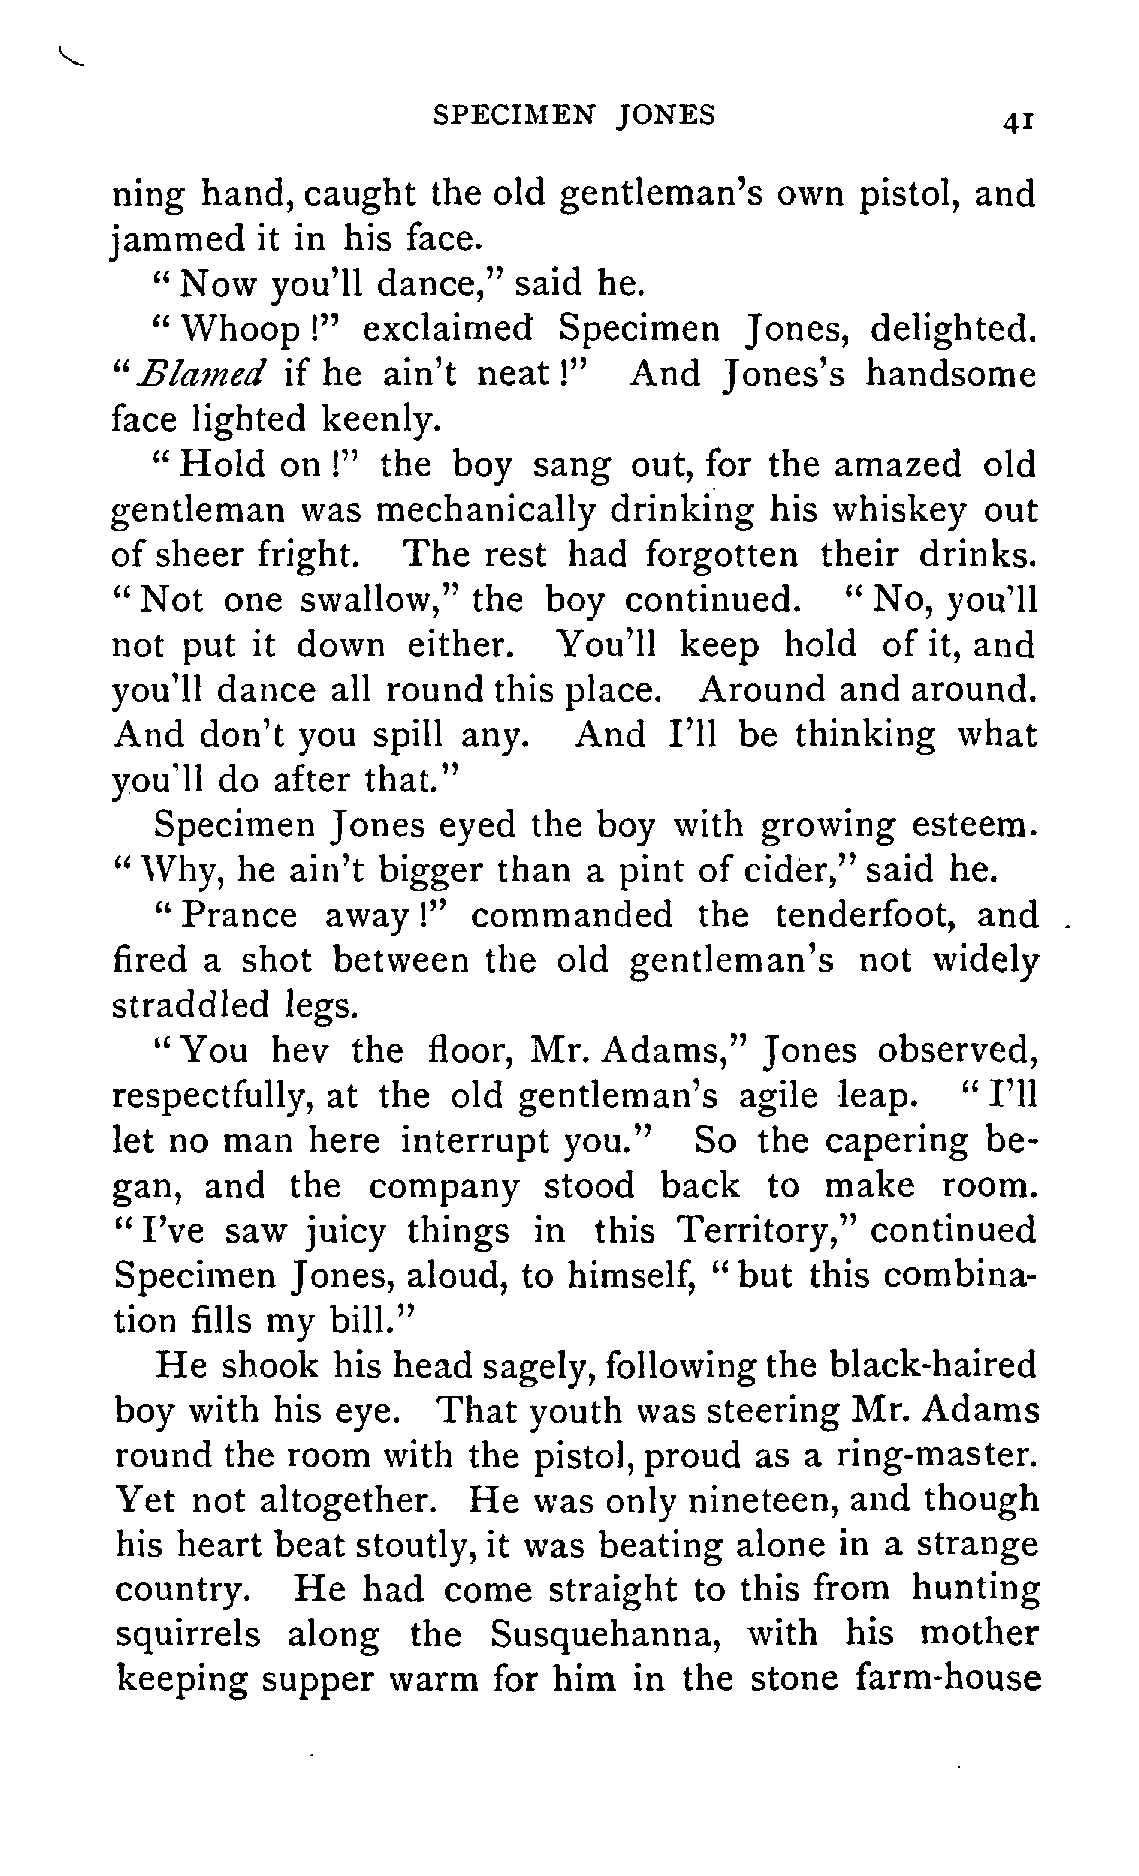 SPECIMEN JONES 41
ning hand, caught the old gentleman's own pistol, and
jammed it in his face.
" Now you'll dance," said he.
" Whoop !" exclaimed Specimen Jones, delighted.
" Blamed if he ain't neat !" And Jones's handsome
face lighted keenly.
" Hold on !" the boy sang out, for the amazed old
gentleman was mechanically drinking his whiskey out
of sheer fright. The rest had forgotten their drinks.
" Not one swallow," the boy continued. " No, you'll
not put it down either. You'll keep hold of it, and
you'll dance all round this place. Around and around.
And don't you spill any. And I'll be thinking what
you'll do after that."
Specimen Jones eyed the boy with growing esteem.
" Why, he ain't bigger than a pint of cider," said he.
" Prance away !" commanded the tenderfoot, and
fired a shot between the old gentleman's not widely
straddled legs.
" You hev the floor, Mr. Adams," Jones observed,
respectfully, at the old gentleman's agile leap. " I'll
let no man here interrupt you." So the capering be-
gan, and the company stood back to make room.
" I've saw juicy things in this Territory," continued
Specimen Jones, aloud, to himself, " but this combina-
tion fills my bill."
He shook his head sagely, following the black-haired
boy with his eye. That youth was steering Mr. Adams
round the room with the pistol, proud as a ring-master.
Yet not altogether. He was only nineteen, and though
his heart beat stoutly, it was beating alone in a strange
country. He had come straight to this from hunting
squirrels along the Susquehanna, with his mother
keeping supper warm for him in the stone farm-house